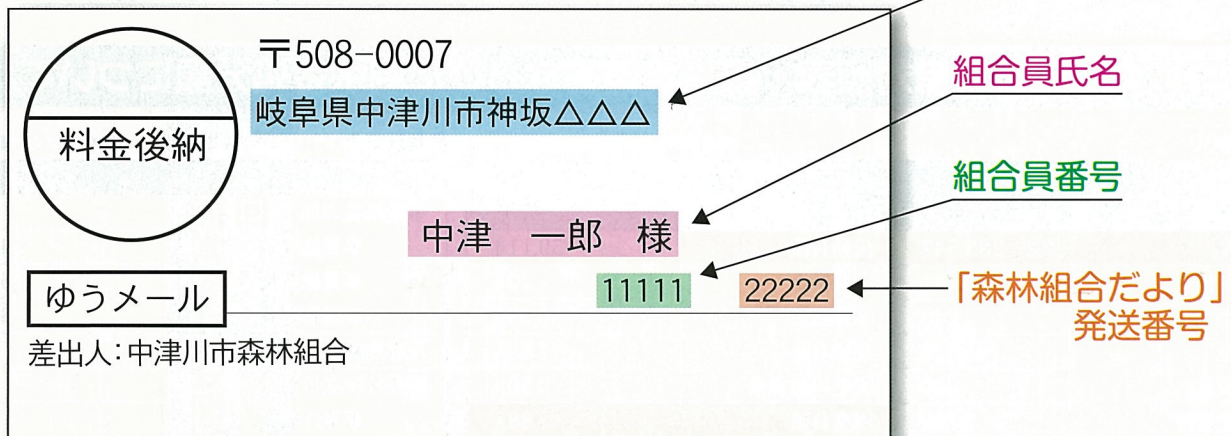 〒508-0007
岐阜県中津川市神坂△△△
料金後納
中津 一郎 様
11111 22222
ゆうメール
差出人:中津川市森林組合
組合員氏名
組合員番号
「森林組合だより」
発送番号